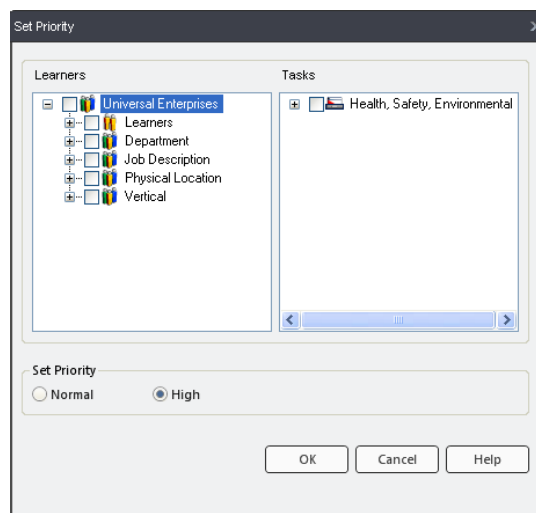 Set Priority
Learners
Tasks
Universal Enterprises
Learners
Department
Job Description
Physical Location
Vertical
Health, Safety, Environmental
Set Priority
Normal
High
OK
Cancel
Help